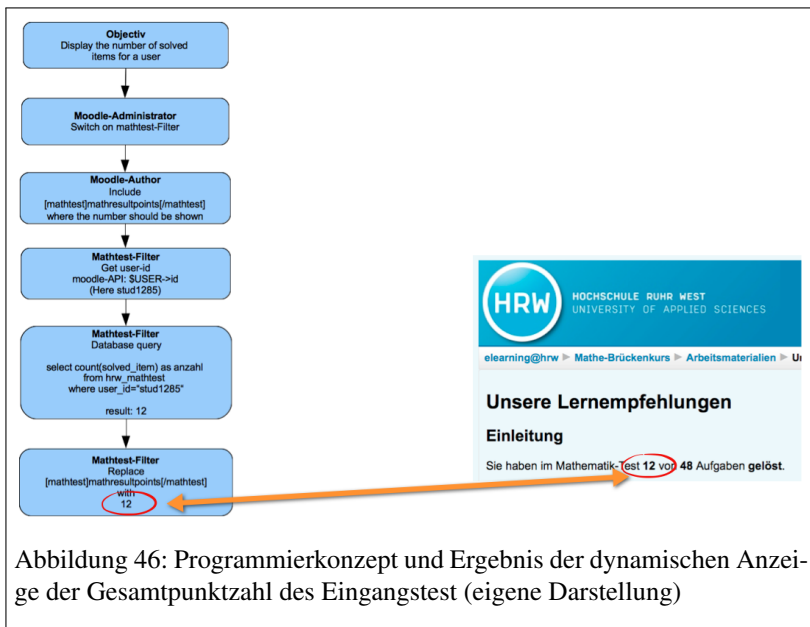 Objectiv
Display the number of solved
items for a user
Moodle-Administrator
Switch on mathtest-Filter
Moodle-Author
Include
[mathtest]mathresultpoints[/mathtest]
where the number should be shown
Mathtest-Filter
Get user-id
moodle-API: $USER->id
(Here stud1285)
Mathtest-Filter
Database query
select count(solved_item) as anzahl
from hrw_mathtest
where user_id="stud1285"
result: 12
Mathtest-Filter
Replace
[mathtest]mathresultpoints[/mathtest]
with
12
HRW
HOCHSCHULE RUHR WEST
UNIVERSITY OF APPLIED SCIENCES
elearning@hrw ► Mathe-Brückenkurs ► Arbeitsmaterialien ►
Unsere Lernempfehlungen
Einleitung
Sie haben im Mathematik-Test 12 von 48 Aufgaben gelöst.
Abbildung 46: Programmierkonzept und Ergebnis der dynamischen Anzei-
ge der Gesamtpunktzahl des Eingangstest (eigene Darstellung)